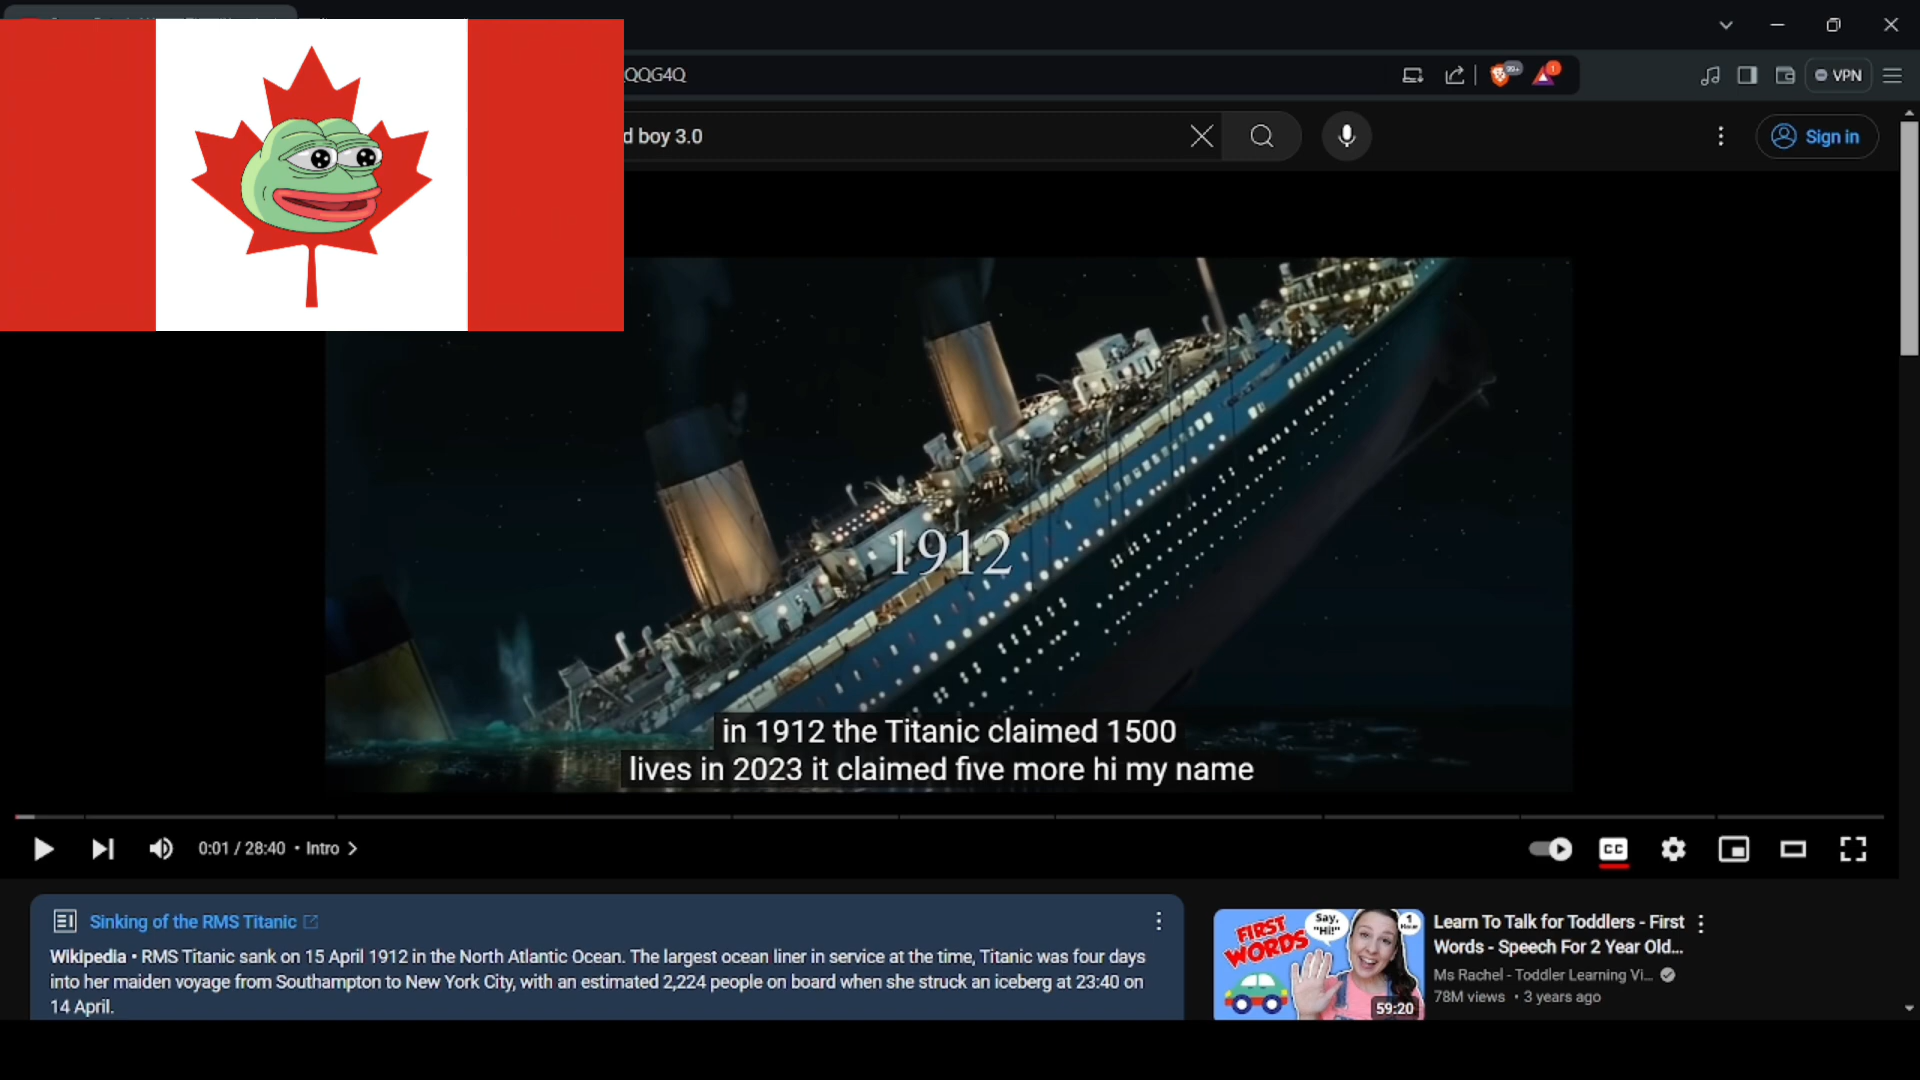 QQG4Q
99+
1
VPN
d boy 3.0
Sign in
1912
in 1912 the Titanic claimed 1500
lives in 2023 it claimed five more hi my name
0:01 / 28:40 • Intro
CC
Sinking of the RMS Titanic
Wikipedia • RMS Titanic sank on 15 April 1912 in the North Atlantic Ocean. The largest ocean liner in service at the time, Titanic was four days
into her maiden voyage from Southampton to New York City, with an estimated 2,224 people on board when she struck an iceberg at 23:40 on
14 April.
FIRST
WORDS
Say,
"Hi!"
1
Hour
59:20
Learn To Talk for Toddlers - First
Words - Speech For 2 Year Old...
Ms Rachel - Toddler Learning Vi...
78M views • 3 years ago